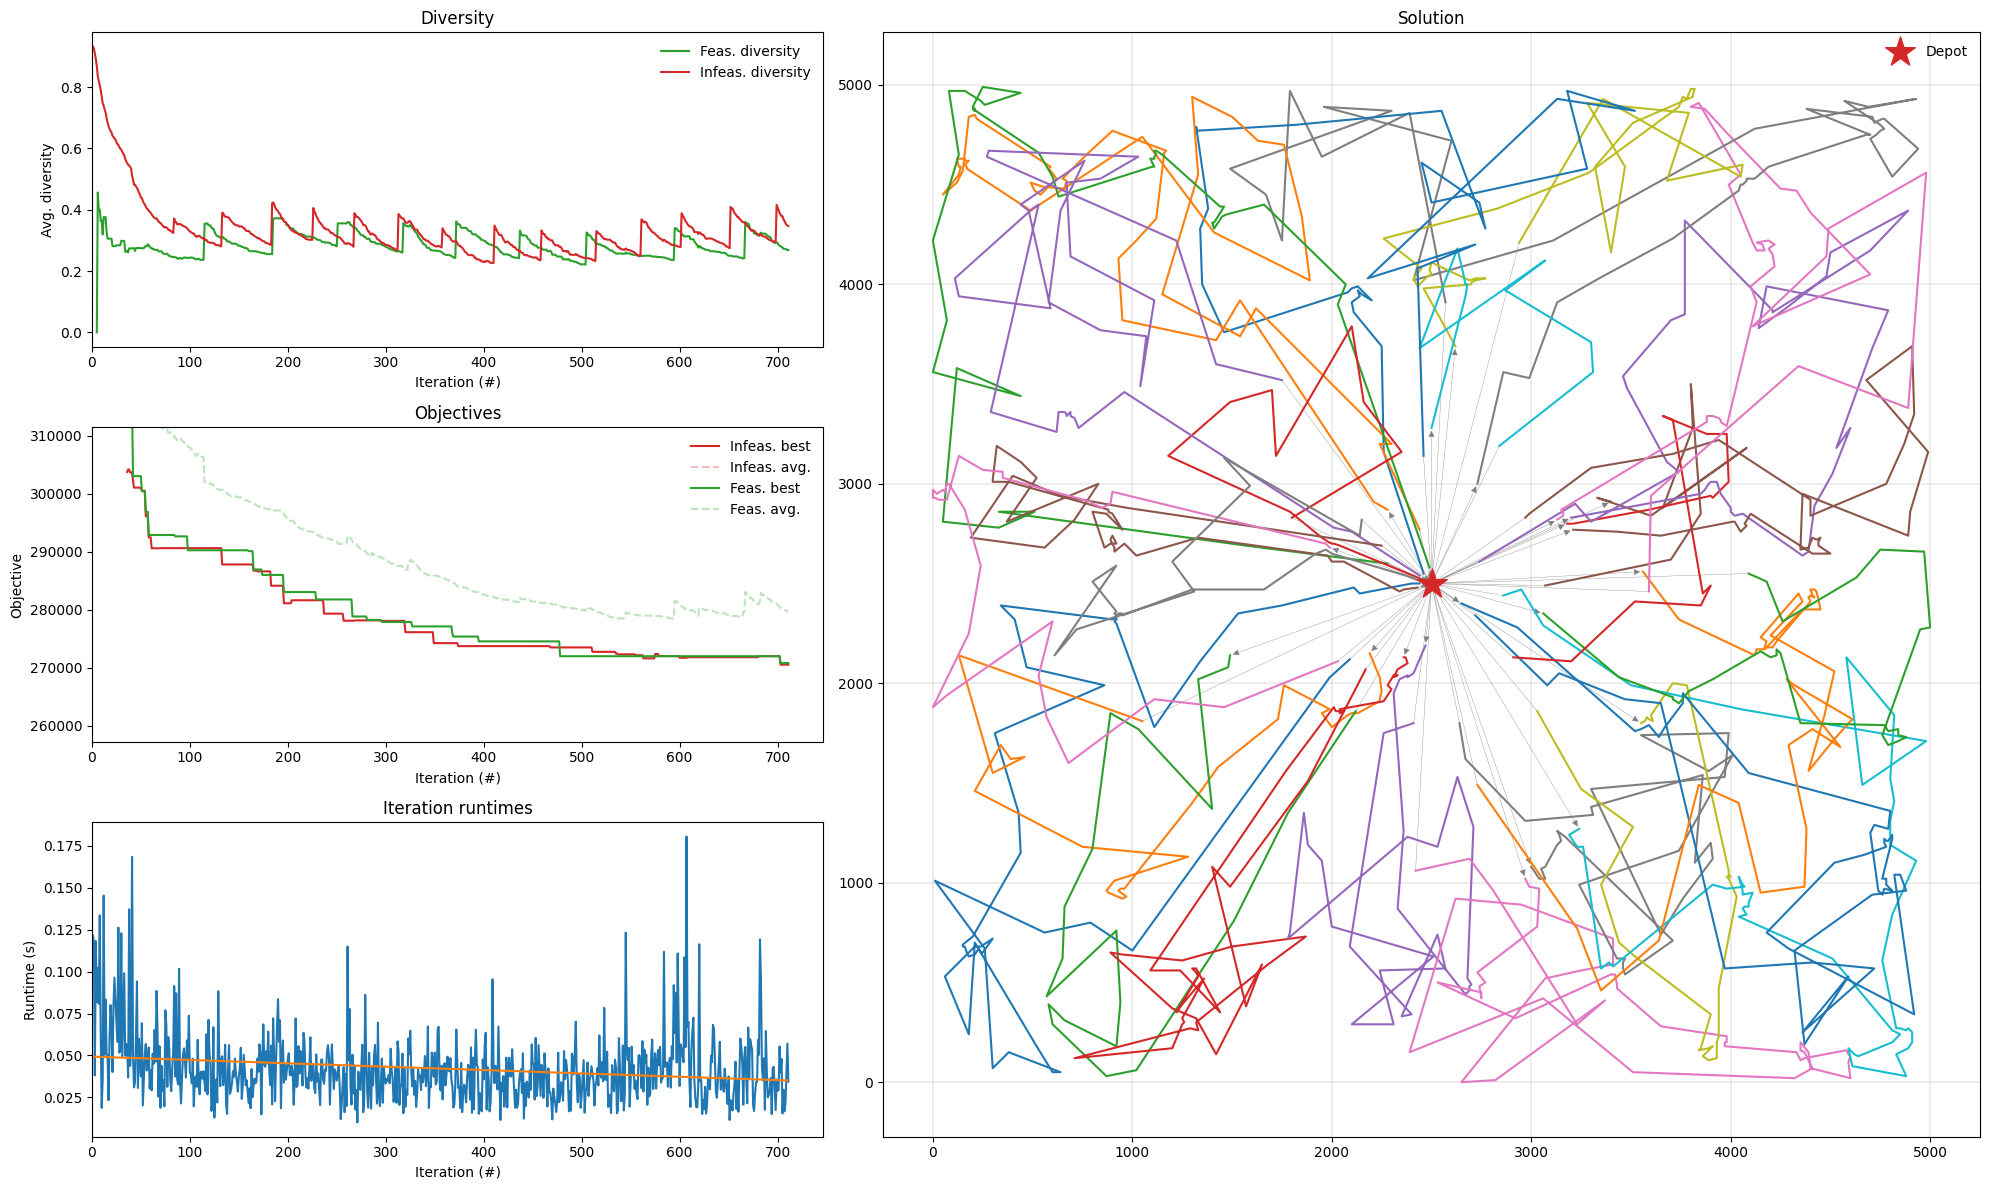 Diversity
Avg. diversity
0.8
0.6
0.4
0.2
0.0
Feas. diversity
Infeas. diversity
0 100 200 300 400 500 600 700
Iteration (#)
Objectives
Objective
310000
300000
290000
280000
270000
260000
Infeas. best
Infeas. avg.
Feas. best
Feas. avg.
0 100 200 300 400 500 600 700
Iteration (#)
Iteration runtimes
Runtime (s)
0.175
0.150
0.125
0.100
0.075
0.050
0.025
0 100 200 300 400 500 600 700
Iteration (#)
Solution
Depot
5000
4000
3000
2000
1000
0
0 1000 2000 3000 4000 5000